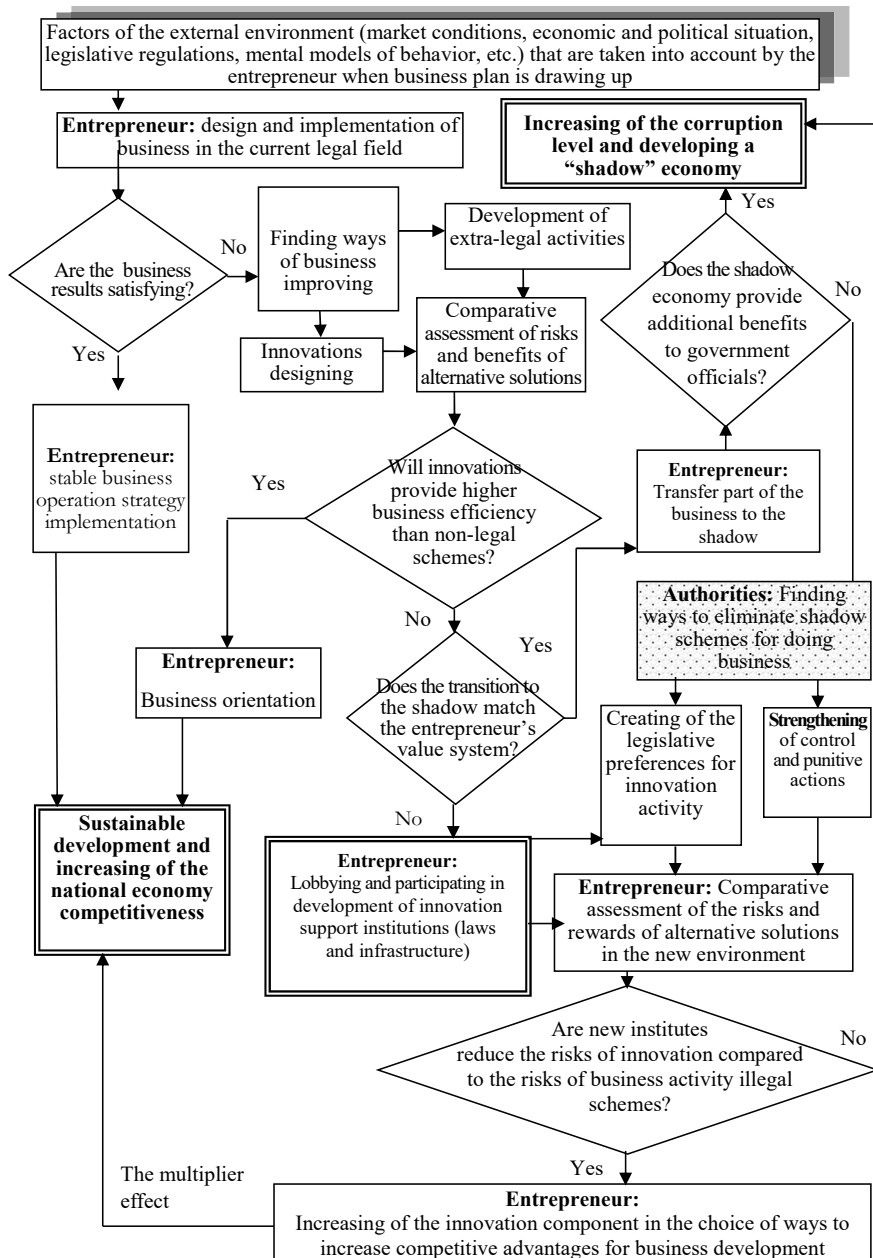 Factors of the external environment (market conditions, economic and political situation,
legislative regulations, mental models of behavior, etc.) that are taken into account by the
entrepreneur when business plan is drawing up
Entrepreneur: design and implementation of
business in the current legal field
Increasing of the corruption
level and developing a
“shadow” economy
Are the business
results satisfying?
No
Yes
Finding ways
of business
improving
Development of
extra-legal activities
Innovations
designing
Comparative
assessment of risks
and benefits of
alternative solutions
Yes
Does the shadow
economy provide
additional benefits
to government
officials?
No
Entrepreneur:
stable business
operation strategy
implementation
Yes
Will innovations
provide higher
business efficiency
than non-legal
schemes?
No
Entrepreneur:
Transfer part of the
business to the
shadow
Authorities: Finding
ways to eliminate shadow
schemes for doing
business
Entrepreneur:
Business orientation
Yes
Does the transition to
the shadow match
the entrepreneur’s
value system?
No
Creating of the
legislative
preferences for
innovation
activity
Strengthening
of control
and punitive
actions
Sustainable
development and
increasing of the
national economy
competitiveness
Entrepreneur:
Lobbying and participating in
development of innovation
support institutions (laws
and infrastructure)
Entrepreneur: Comparative
assessment of the risks and
rewards of alternative solutions
in the new environment
Are new institutes
reduce the risks of innovation compared
to the risks of business activity illegal
schemes?
No
Yes
The multiplier
effect
Entrepreneur:
Increasing of the innovation component in the choice of ways to
increase competitive advantages for business development